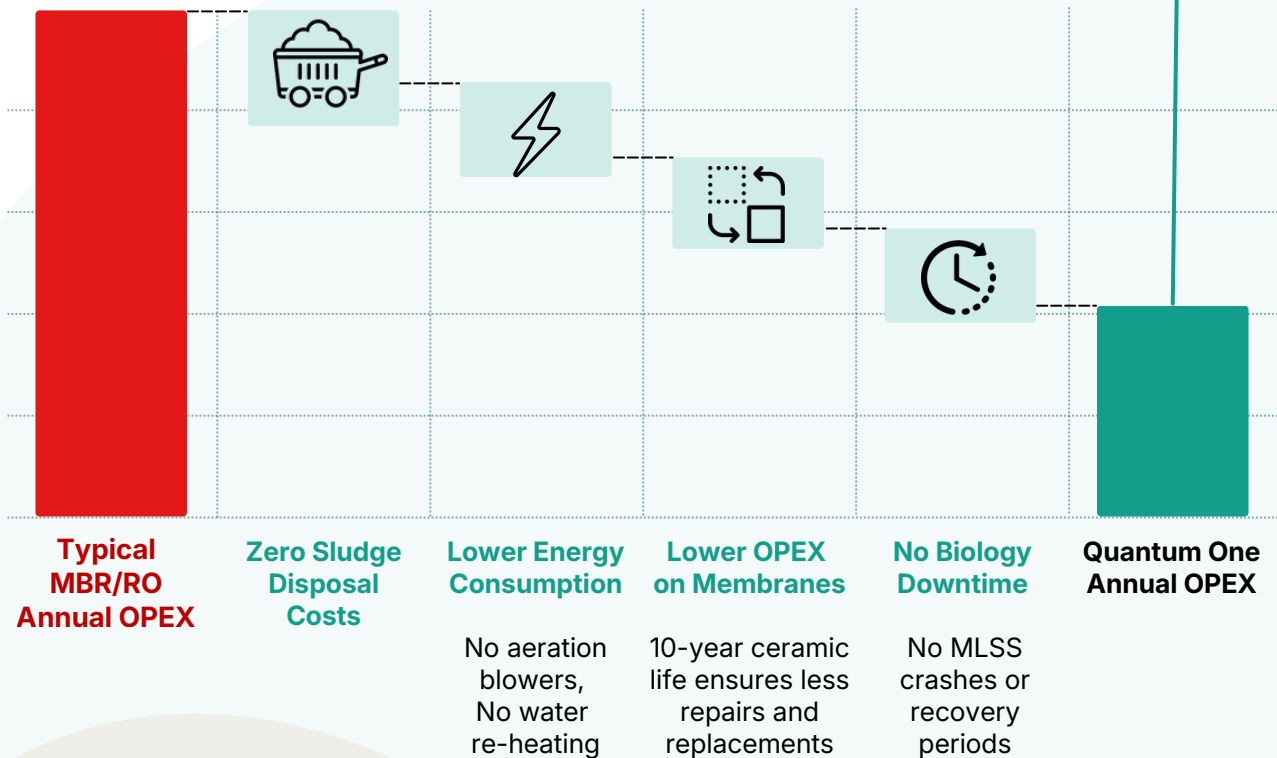 Typical
MBR/RO
Annual OPEX
Zero Sludge
Disposal
Costs
Lower Energy
Consumption
No aeration
blowers,
No water
re-heating
Lower OPEX
on Membranes
10-year ceramic
life ensures less
repairs and
replacements
No Biology
Downtime
No MLSS
crashes or
recovery
periods
Quantum One
Annual OPEX